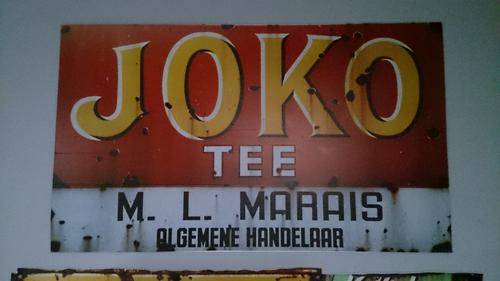 JOKO
TEE
M. L. MARAIS
ALGEMENE HANDELAAR